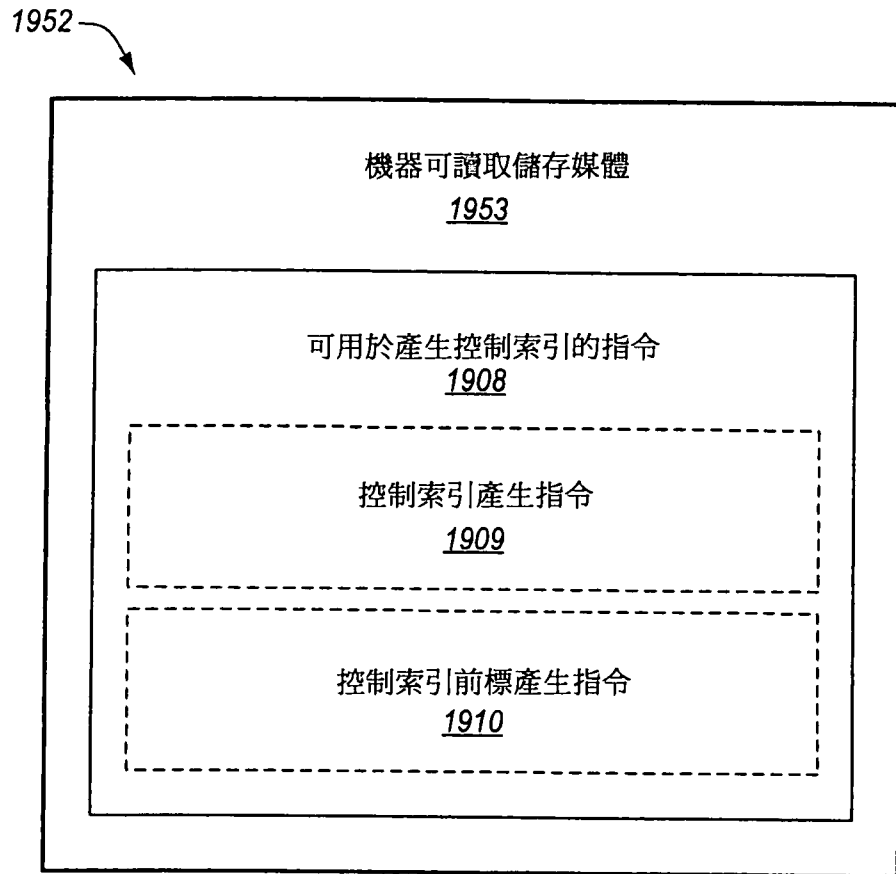 1952
機器可讀取儲存媒體
1953
可用於產生控制索引的指令
1908
控制索引產生指令
1909
控制索引前標產生指令
1910